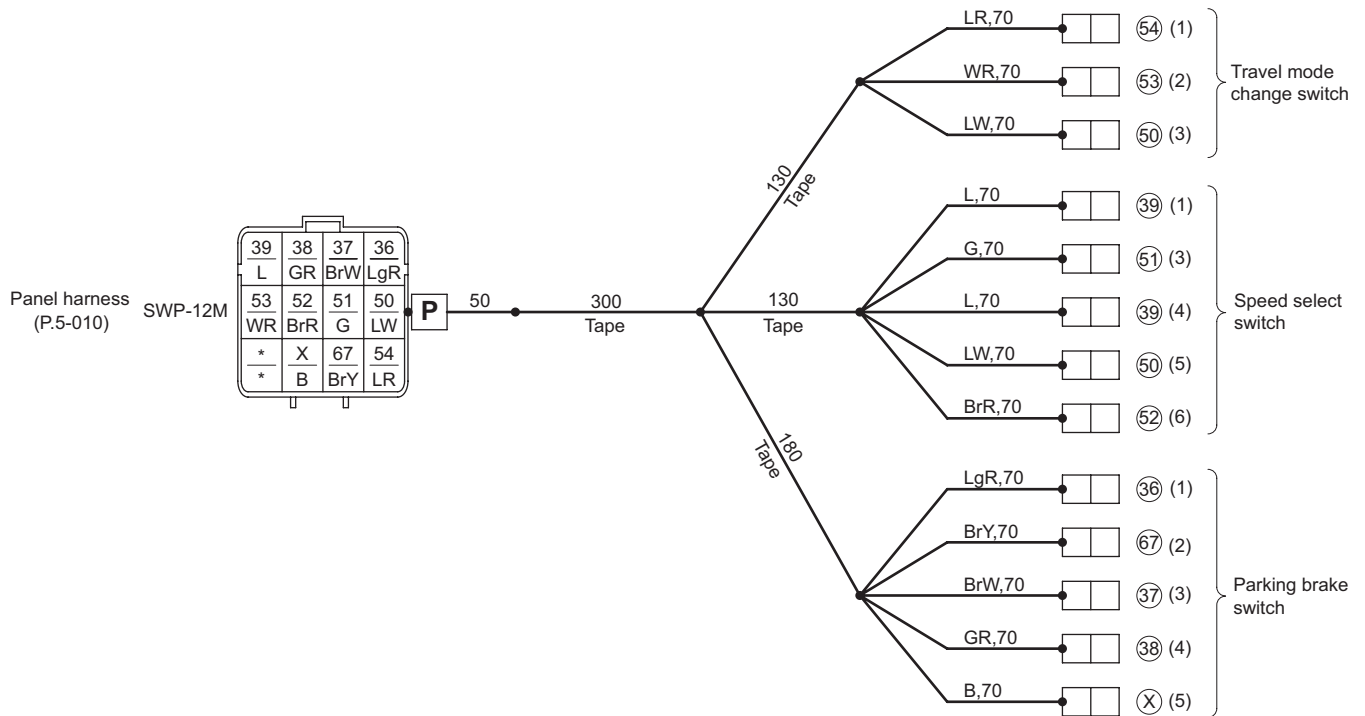 Panel harness
(P.5-010)
SWP-12M
39 38 37 36
L GR BrW LgR
53 52 51 50
WR BrR G LW
* X 67 54
* B BrY LR
P
50
300
Tape
130
Tape
130
Tape
180
Tape
LR,70 54 (1)
WR,70 53 (2)
LW,70 50 (3)
Travel mode
change switch
L,70 39 (1)
G,70 51 (3)
L,70 39 (4)
LW,70 50 (5)
BrR,70 52 (6)
Speed select
switch
LgR,70 36 (1)
BrY,70 67 (2)
BrW,70 37 (3)
GR,70 38 (4)
B,70 X (5)
Parking brake
switch